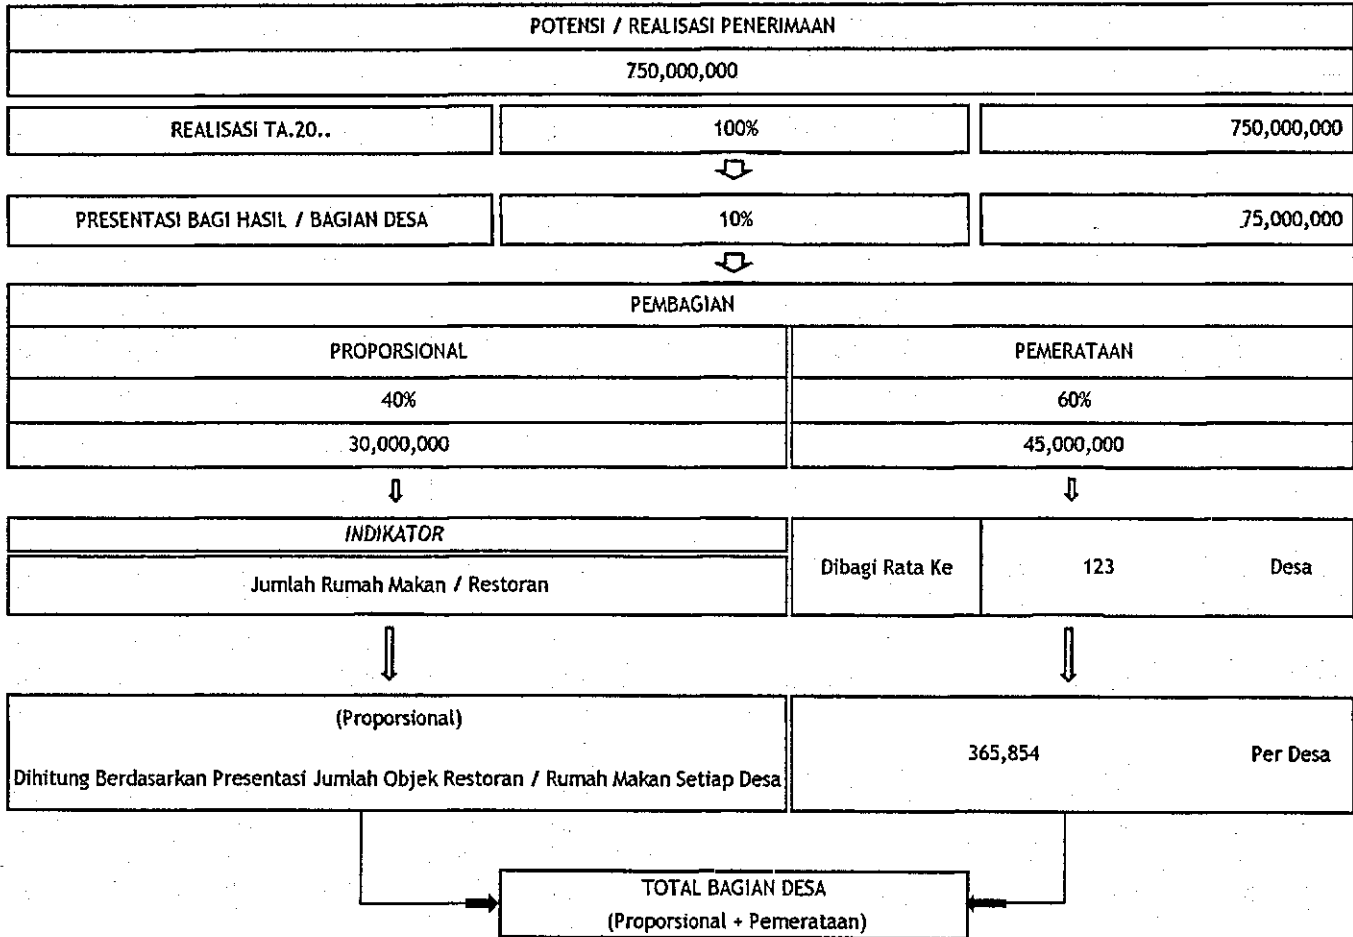 POTENSI / REALISASI PENERIMAAN
750,000,000
REALISASI TA.20.. 100% 750,000,000
PRESENTASI BAGI HASIL / BAGIAN DESA 10% 75,000,000
PEMBAGIAN
PROPORSIONAL PEMERATAAN
40% 60%
30,000,000 45,000,000
INDIKATOR
Jumlah Rumah Makan / Restoran
Dibagi Rata Ke 123 Desa
(Proporsional)
Dihitung Berdasarkan Presentasi Jumlah Objek Restoran / Rumah Makan Setiap Desa
365,854 Per Desa
TOTAL BAGIAN DESA
(Proporsional + Pemerataan)